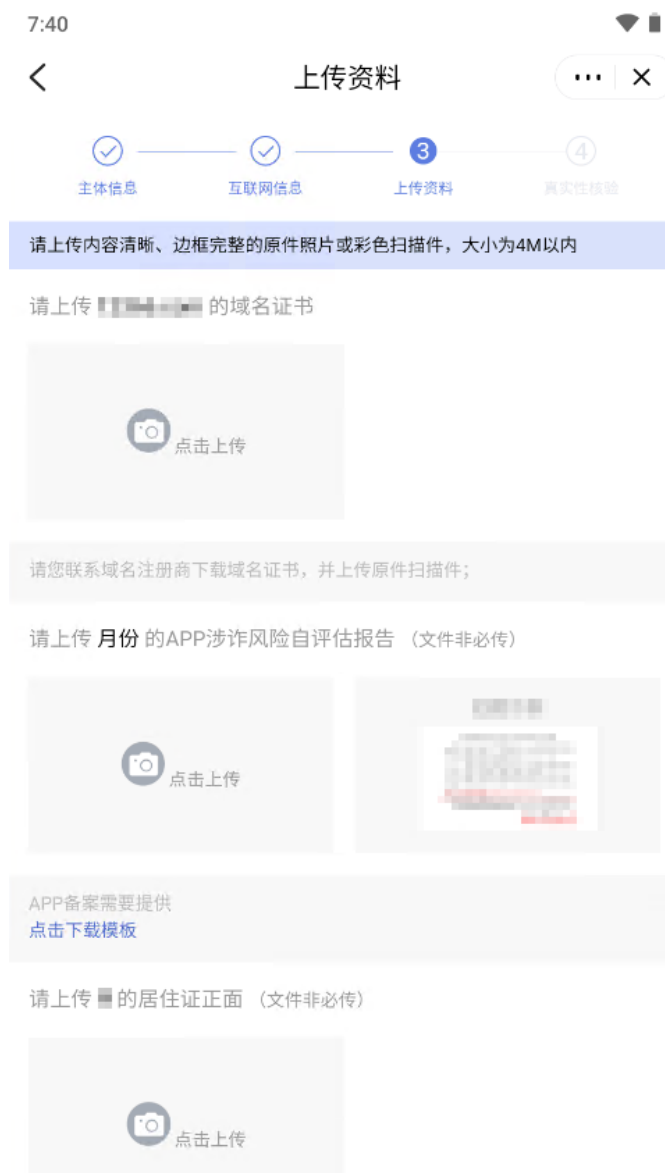 7:40
上传资料
3
4
主体信息
互联网信息
上传资料
真实性核验
请上传内容清晰、边框完整的原件照片或彩色扫描件，大小为4M以内
请上传 的域名证书
点击上传
请您联系域名注册商下载域名证书，并上传原件扫描件；
请上传 月份 的APP涉诈风险自评估报告 （文件非必传）
点击上传
APP备案需要提供
点击下载模板
请上传 的居住证正面 （文件非必传）
点击上传